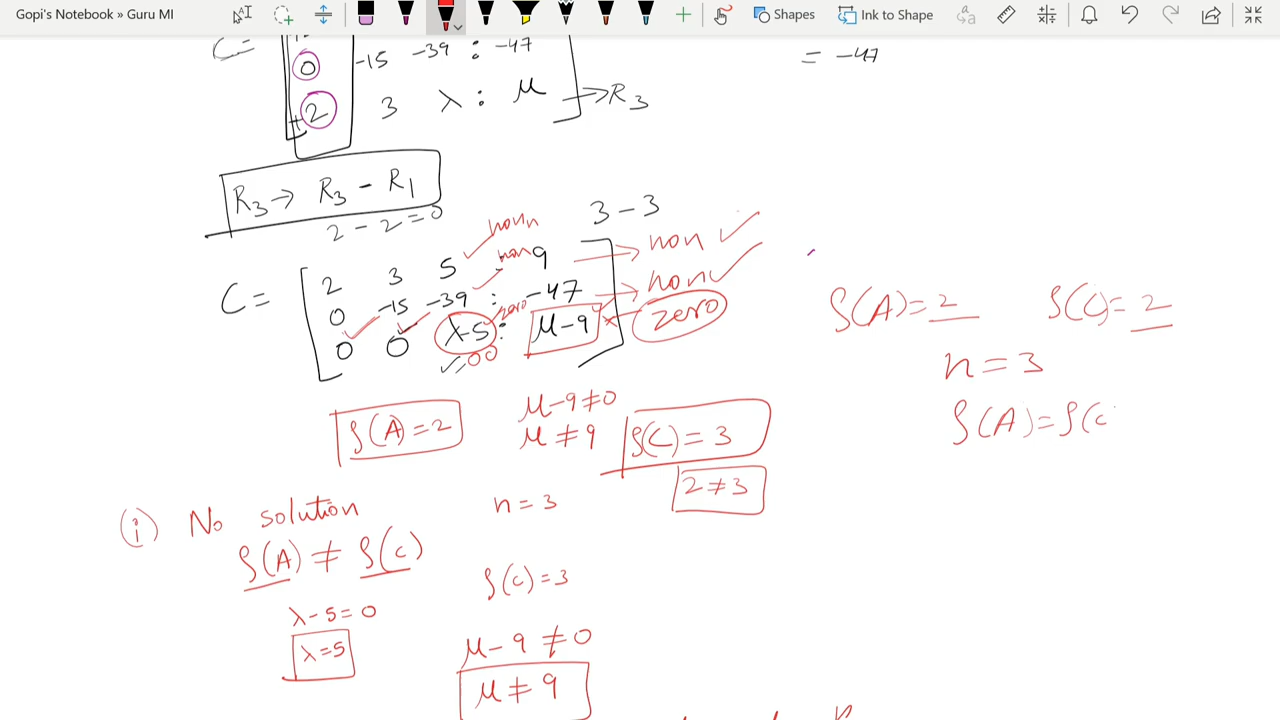 Gopi's Notebook » Guru MI
Shapes
Ink to Shape
C =
0 -15 -39 : -47
= -47
2 3 λ : μ → R3
R3 → R3 - R1
2 - 2 = 0
3 - 3
non
C = [ 2 3 5 non 9 ] → non ✓
0 -15 -39 : -47 → non ✓
0 0 λ-5 zero : μ-9 × zero
00
ρ(A) = 2
μ-9 ≠ 0
μ ≠ 9
ρ(C) = 3
2 ≠ 3
ρ(A) = 2 ρ(C) = 2
n = 3
ρ(A) = ρ(c
(i) No solution
n = 3
ρ(A) ≠ ρ(c)
ρ(c) = 3
λ-5 = 0
λ = 5
μ-9 ≠ 0
μ ≠ 9